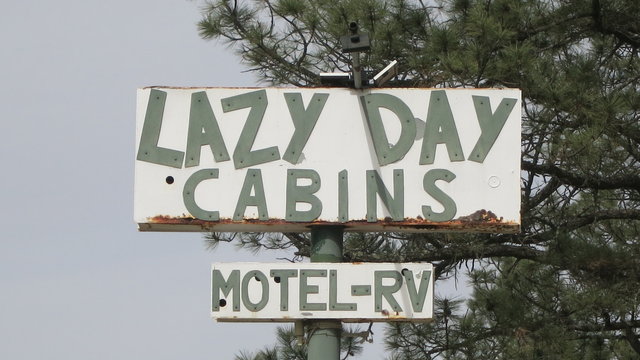 LAZY DAY
CABINS
MOTEL-RV